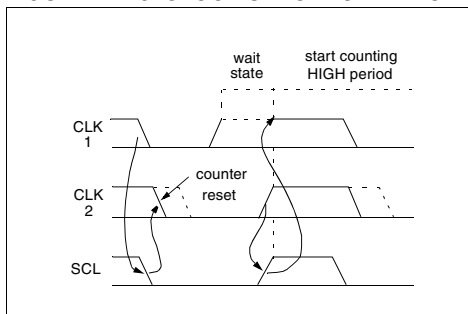 wait
state
start counting
HIGH period
CLK
1
counter
reset
CLK
2
SCL